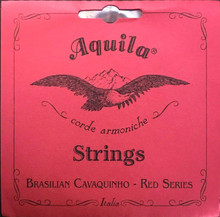 Aquila®
corde armoniche
Strings
BRASILIAN CAVAQUINHO - RED SERIES
Italia